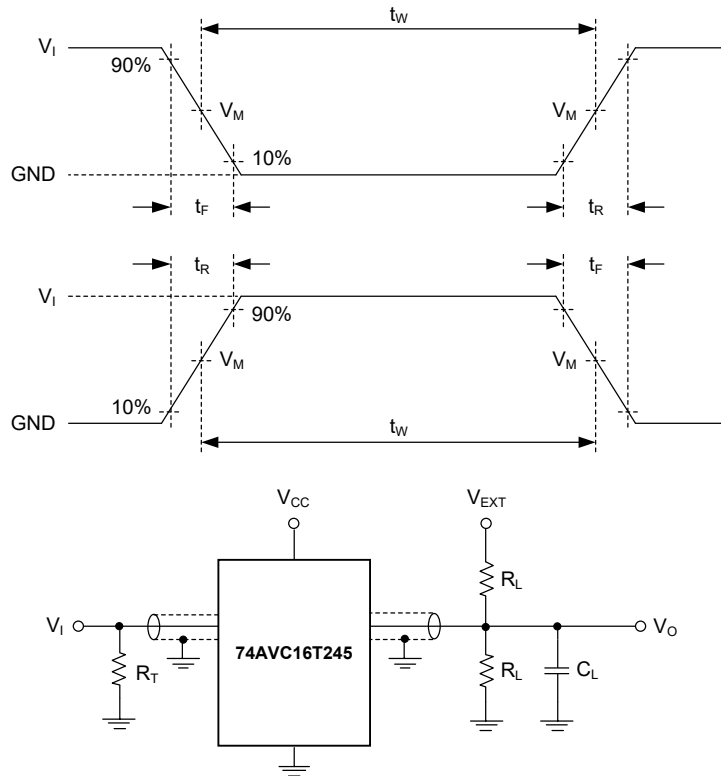 t_W
V_I
90%
V_M
V_M
10%
GND
t_F
t_R
t_R
t_F
V_I
90%
V_M
V_M
10%
GND
t_W
V_CC
V_EXT
R_L
V_I
74AVC16T245
V_O
R_T
R_L
C_L